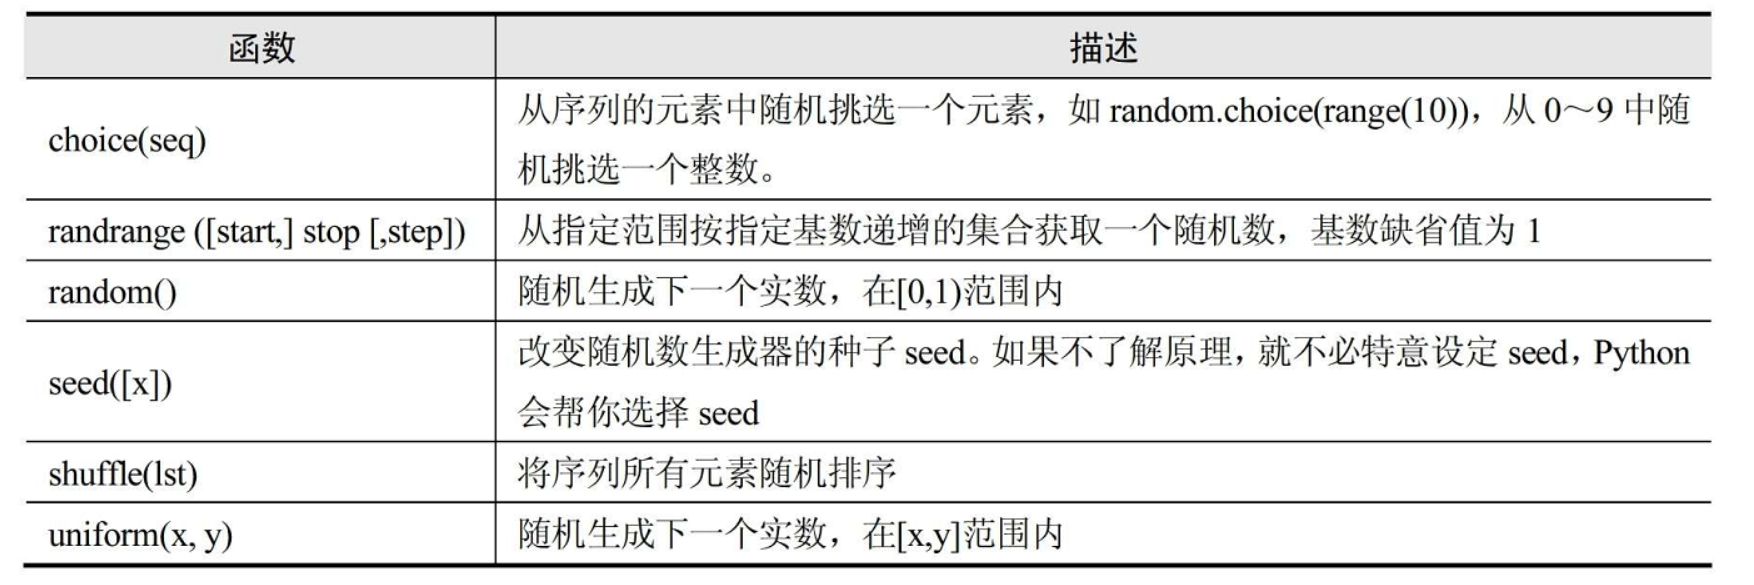 函数 描述
choice(seq)
从序列的元素中随机挑选一个元素，如 random.choice(range(10))，从 0～9 中随
机挑选一个整数。
randrange ([start,] stop [,step]) 从指定范围按指定基数递增的集合获取一个随机数，基数缺省值为 1
random() 随机生成下一个实数，在[0,1)范围内
seed([x])
改变随机数生成器的种子 seed。如果不了解原理，就不必特意设定 seed，Python
会帮你选择 seed
shuffle(lst) 将序列所有元素随机排序
uniform(x, y) 随机生成下一个实数，在[x,y]范围内